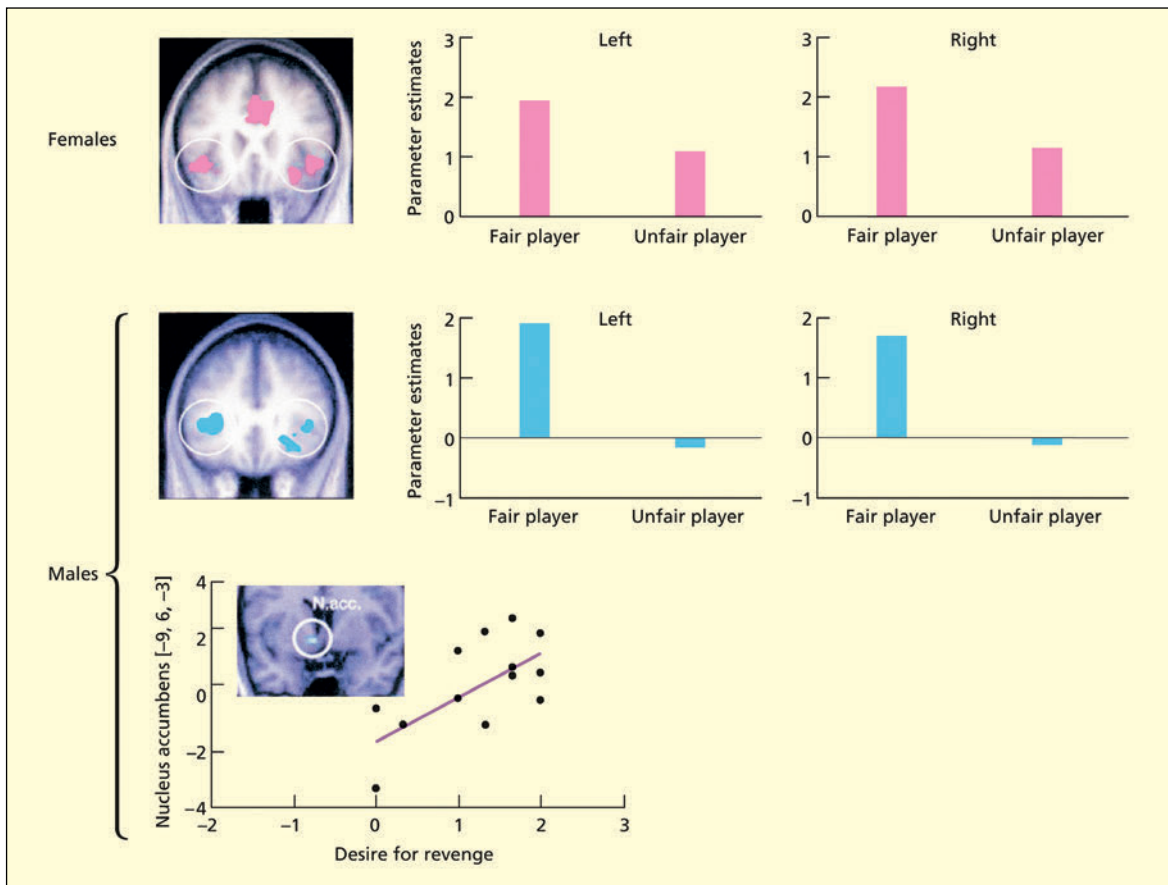 Females
Parameter estimates
3
2
1
0
Left
Fair player
Unfair player
3
2
1
0
Right
Fair player
Unfair player
Males
Parameter estimates
2
1
0
−1
Left
Fair player
Unfair player
2
1
0
−1
Right
Fair player
Unfair player
Nucleus accumbens [−9, 6, −3]
4
2
0
−2
−4
N.acc.
−2
−1
0
1
2
3
Desire for revenge